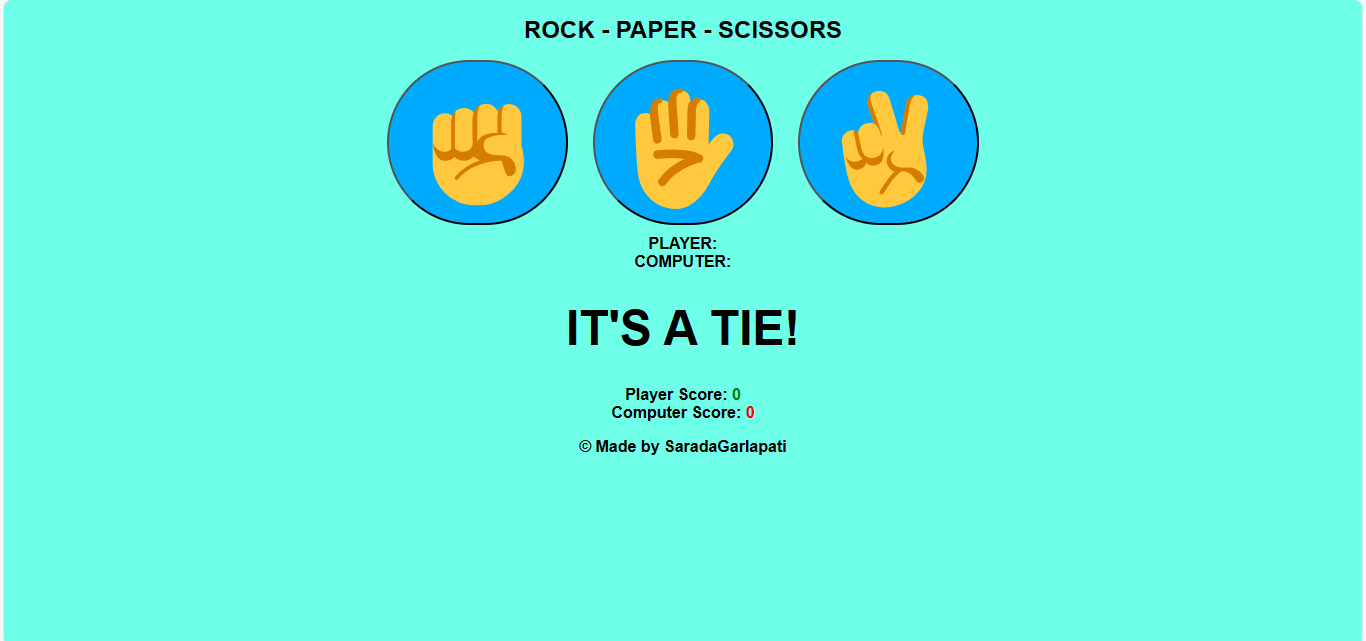 ROCK - PAPER - SCISSORS
PLAYER:
COMPUTER:
IT'S A TIE!
Player Score: 0
Computer Score: 0
© Made by SaradaGarlapati